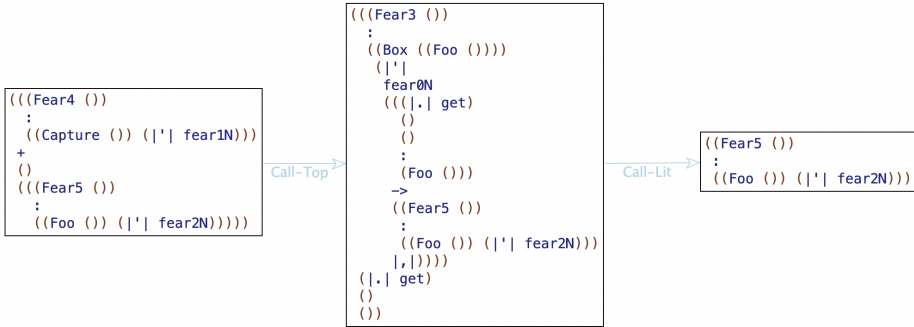 (((Fear4 ())
:
((Capture ()) (|'| fear1N)))
+
()
(((Fear5 ())
:
((Foo ()) (|'| fear2N)))))
Call-Top
(((Fear3 ())
:
((Box ((Foo ())))
(|'|
fear0N
(((|.| get)
()
()
:
(Foo ()))
->
((Fear5 ())
:
((Foo ()) (|'| fear2N)))
|,|))))
(|.| get)
()
())
Call-Lit
((Fear5 ())
:
((Foo ()) (|'| fear2N)))